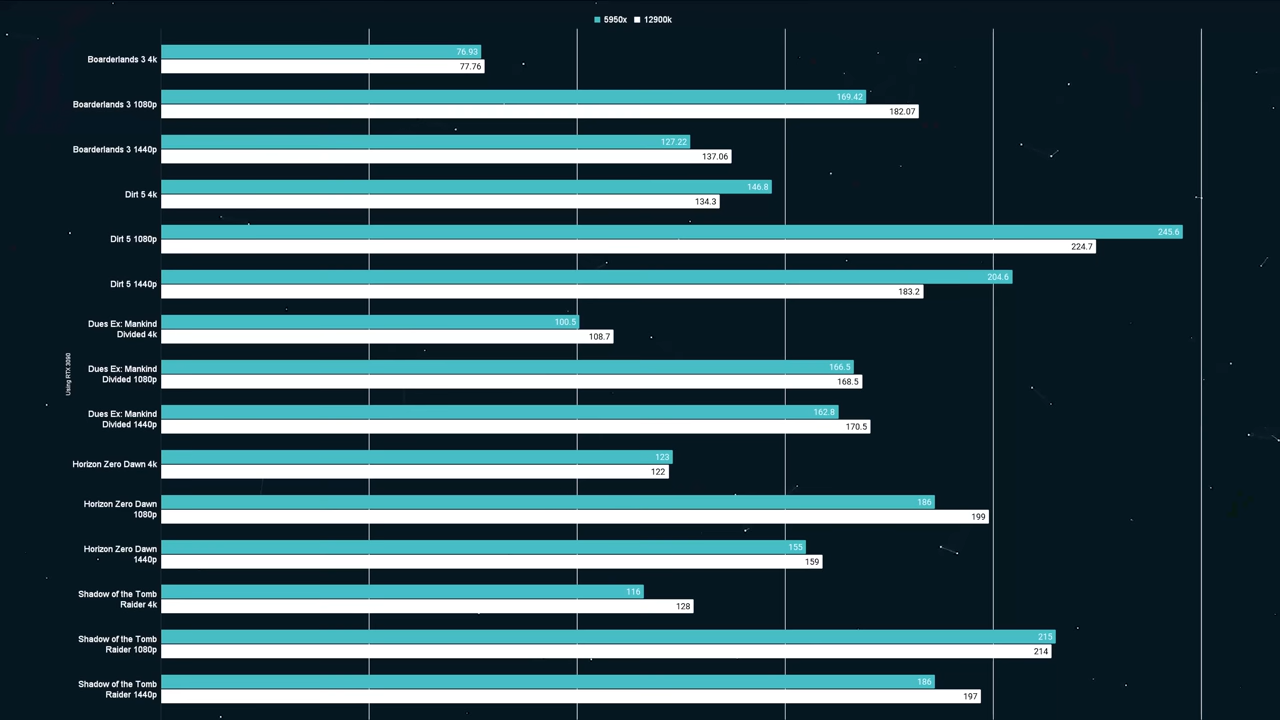 5950x 12900k
Boarderlands 3 4k
76.93
77.76
Boarderlands 3 1080p
169.42
182.07
Boarderlands 3 1440p
127.22
137.06
Dirt 5 4k
146.8
134.3
Dirt 5 1080p
245.6
224.7
Dirt 5 1440p
204.6
183.2
Dues Ex: Mankind
Divided 4k
100.5
108.7
Using RTX 3090
Dues Ex: Mankind
Divided 1080p
166.5
168.5
Dues Ex: Mankind
Divided 1440p
162.8
170.5
Horizon Zero Dawn 4k
123
122
Horizon Zero Dawn
1080p
186
199
Horizon Zero Dawn
1440p
155
159
Shadow of the Tomb
Raider 4k
116
128
Shadow of the Tomb
Raider 1080p
215
214
Shadow of the Tomb
Raider 1440p
186
197